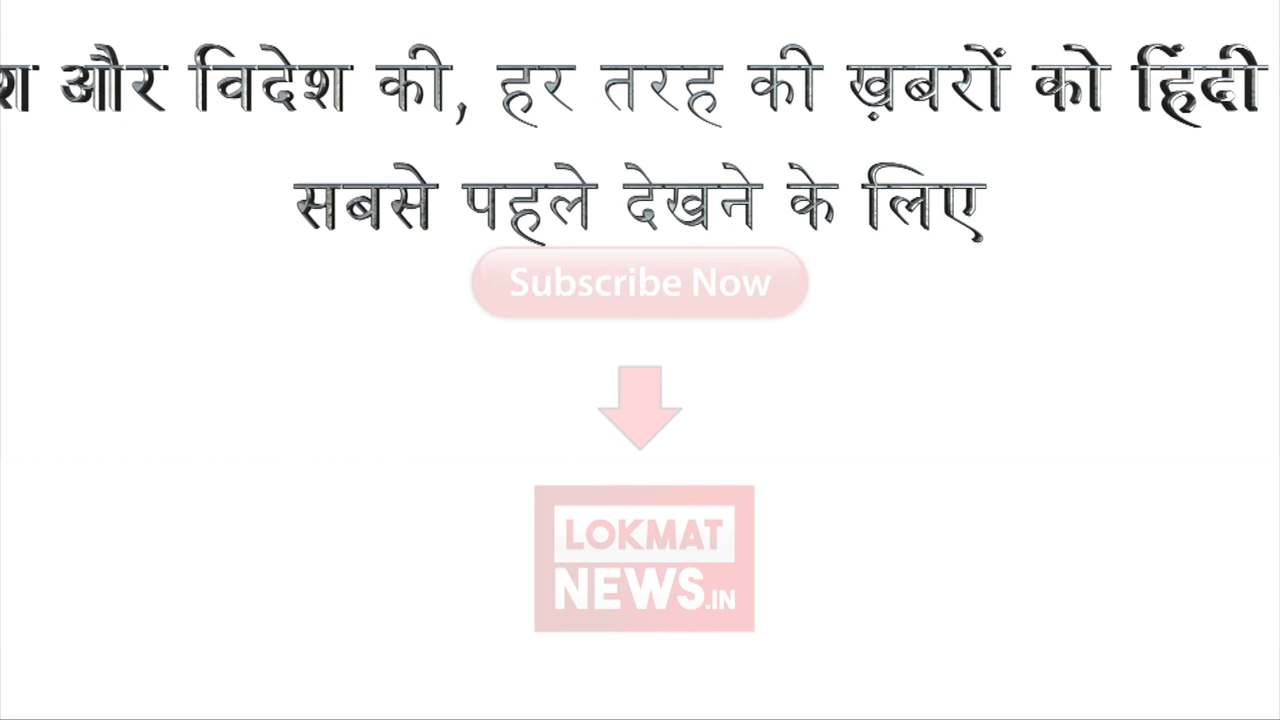 और विदेश की, हर तरह की ख़बरों को हिंदी
सबसे पहले देखने के लिए
Subscribe Now
LOKMAT
NEWS.IN